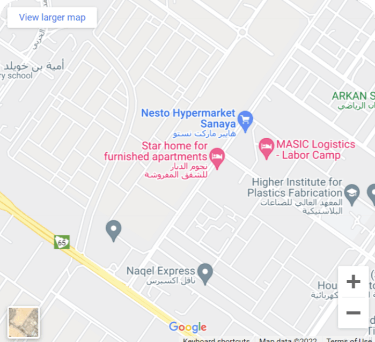 View larger map
أمية بن خويلد
ry school
ARKAN S
Nesto Hypermarket
Sanaya
هايبر ماركت نستو
Star home for
furnished apartments
نجوم الديار
للشقق المفروشة
MASIC Logistics
- Labor Camp
Higher Institute for
Plastics Fabrication
المعهد العالي للصناعات
البلاستيكية
65
Naqel Express
ناقل اكسبرس
Hou
كهربائية
Google
Keyboard shortcuts
Map data ©2022
Terms of Use